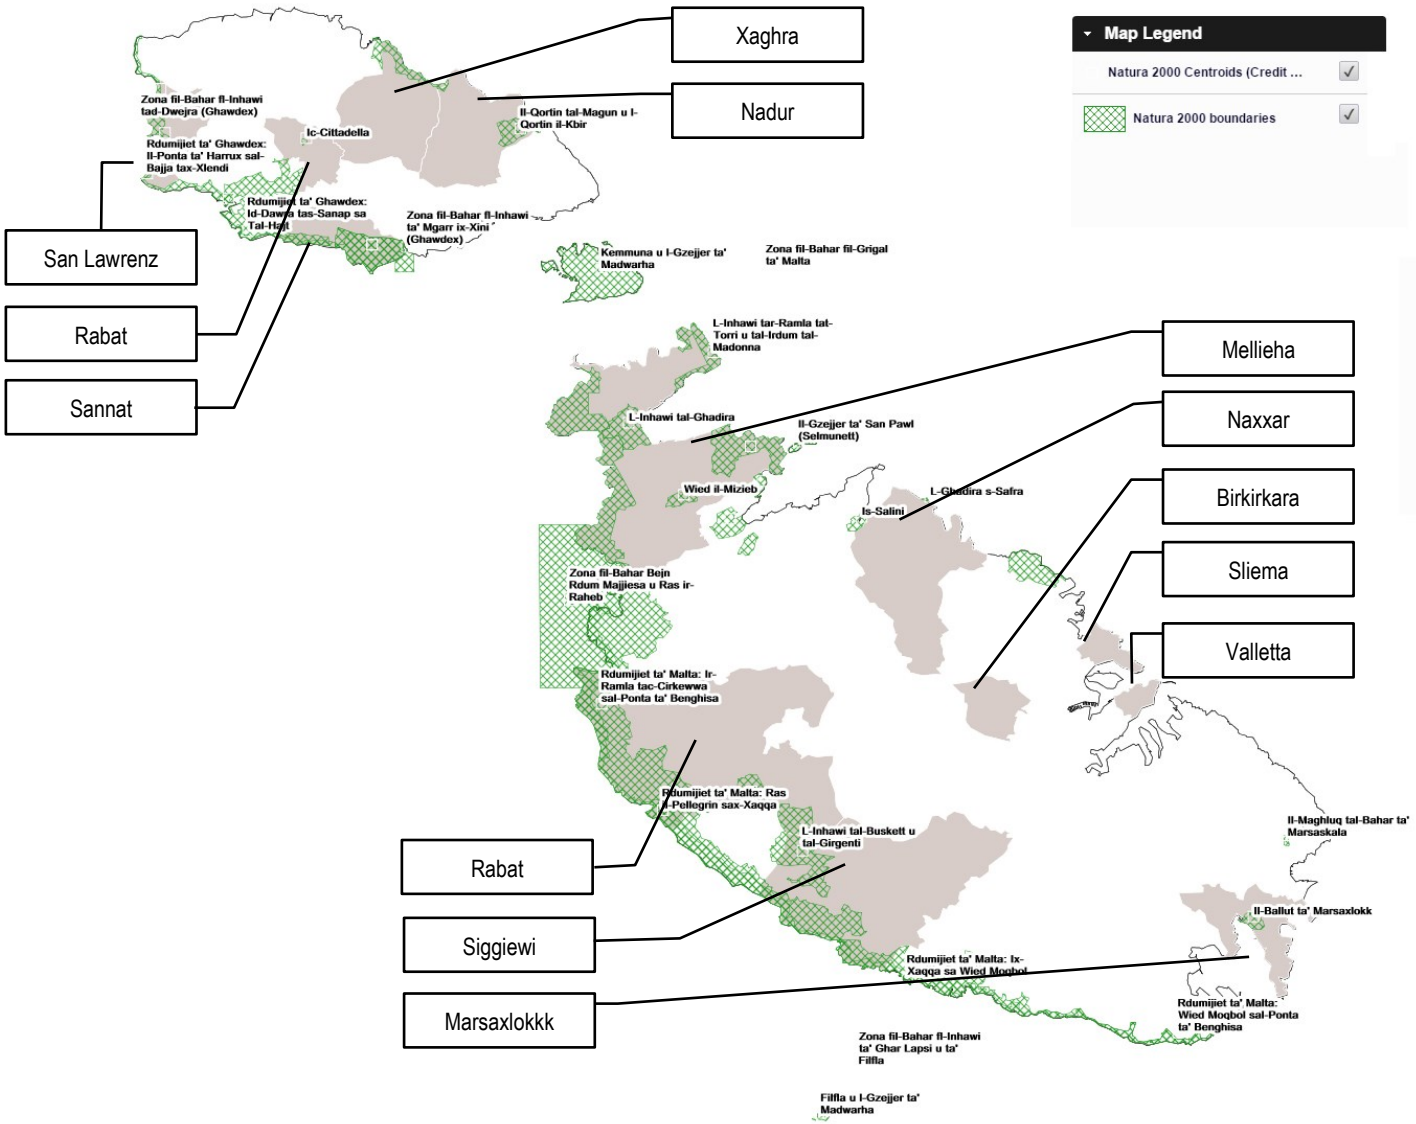 Xaghra
Map Legend
Natura 2000 Centroids (Credit ...
Natura 2000 boundaries
Nadur
Zona fil-Bahar fl-Inhawi
tad-Dwejra (Ghawdex)
Il-Qortin tal-Magun u l-
Qortin il-Kbir
Ic-Cittadella
Rdumijiet ta' Ghawdex:
Il-Ponta ta' Harrux sal-
Bajja tax-Xlendi
Rdumijiet ta' Ghawdex:
Id-Dawra tas-Sanap sa
Tal-Hajt
Zona fil-Bahar fl-Inhawi
ta' Mgarr ix-Xini
(Ghawdex)
San Lawrenz
Kemmuna u l-Gzejjer ta'
Madwarha
Zona fil-Bahar fil-Grigal
ta' Malta
Rabat
Sannat
L-Inhawi tar-Ramla tat-
Torri u tal-Irdum tal-
Madonna
Mellieha
L-Inhawi tal-Ghadira
Il-Gzejjer ta' San Pawl
(Selmunett)
Naxxar
Wied il-Mizieb
L-Ghadira s-Safra
Is-Salini
Birkirkara
Zona fil-Bahar Bejn
Rdum Majjiesa u Ras ir-
Raheb
Sliema
Valletta
Rdumijiet ta' Malta: Ir-
Ramla tac-Cirkewwa
sal-Ponta ta' Benghisa
Rdumijiet ta' Malta: Ras
il-Pellegrin sax-Xaqqa
L-Inhawi tal-Buskett u
tal-Girgenti
Il-Maghluq tal-Bahar ta'
Marsaskala
Rabat
Siggiewi
Il-Ballut ta' Marsaxlokk
Rdumijiet ta' Malta: Ix-
Xaqqa sa Wied Moqbol
Marsaxlokkk
Rdumijiet ta' Malta:
Wied Moqbol sal-Ponta
ta' Benghisa
Zona fil-Bahar fl-Inhawi
ta' Ghar Lapsi u ta'
Filfla
Filfla u l-Gzejjer ta'
Madwarha